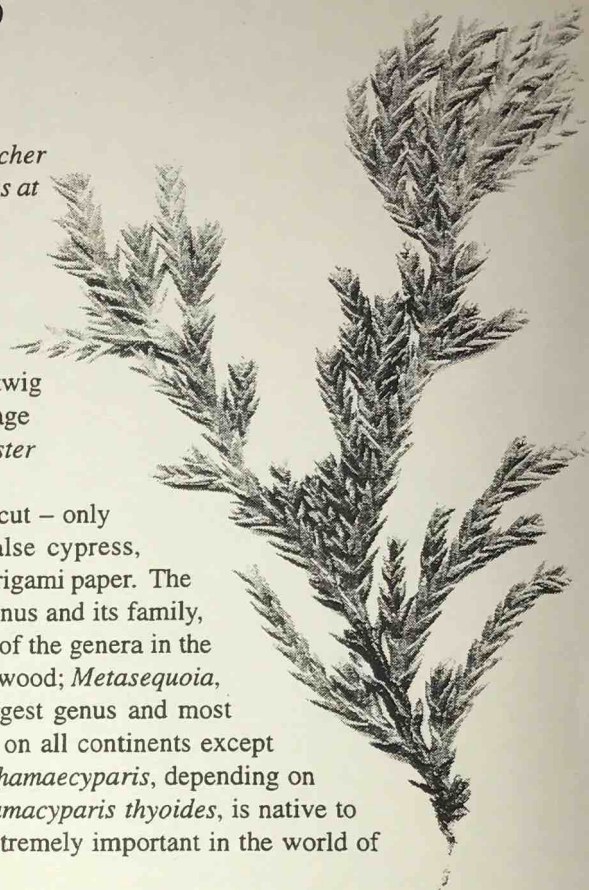 cher
s at
wig
ge
ster
cut – only
alse cypress,
rigami paper. The
nus and its family,
of the genera in the
wood; Metasequoia,
gest genus and most
on all continents except
hamaecyparis, depending on
macyparis thyoides, is native to
tremely important in the world of